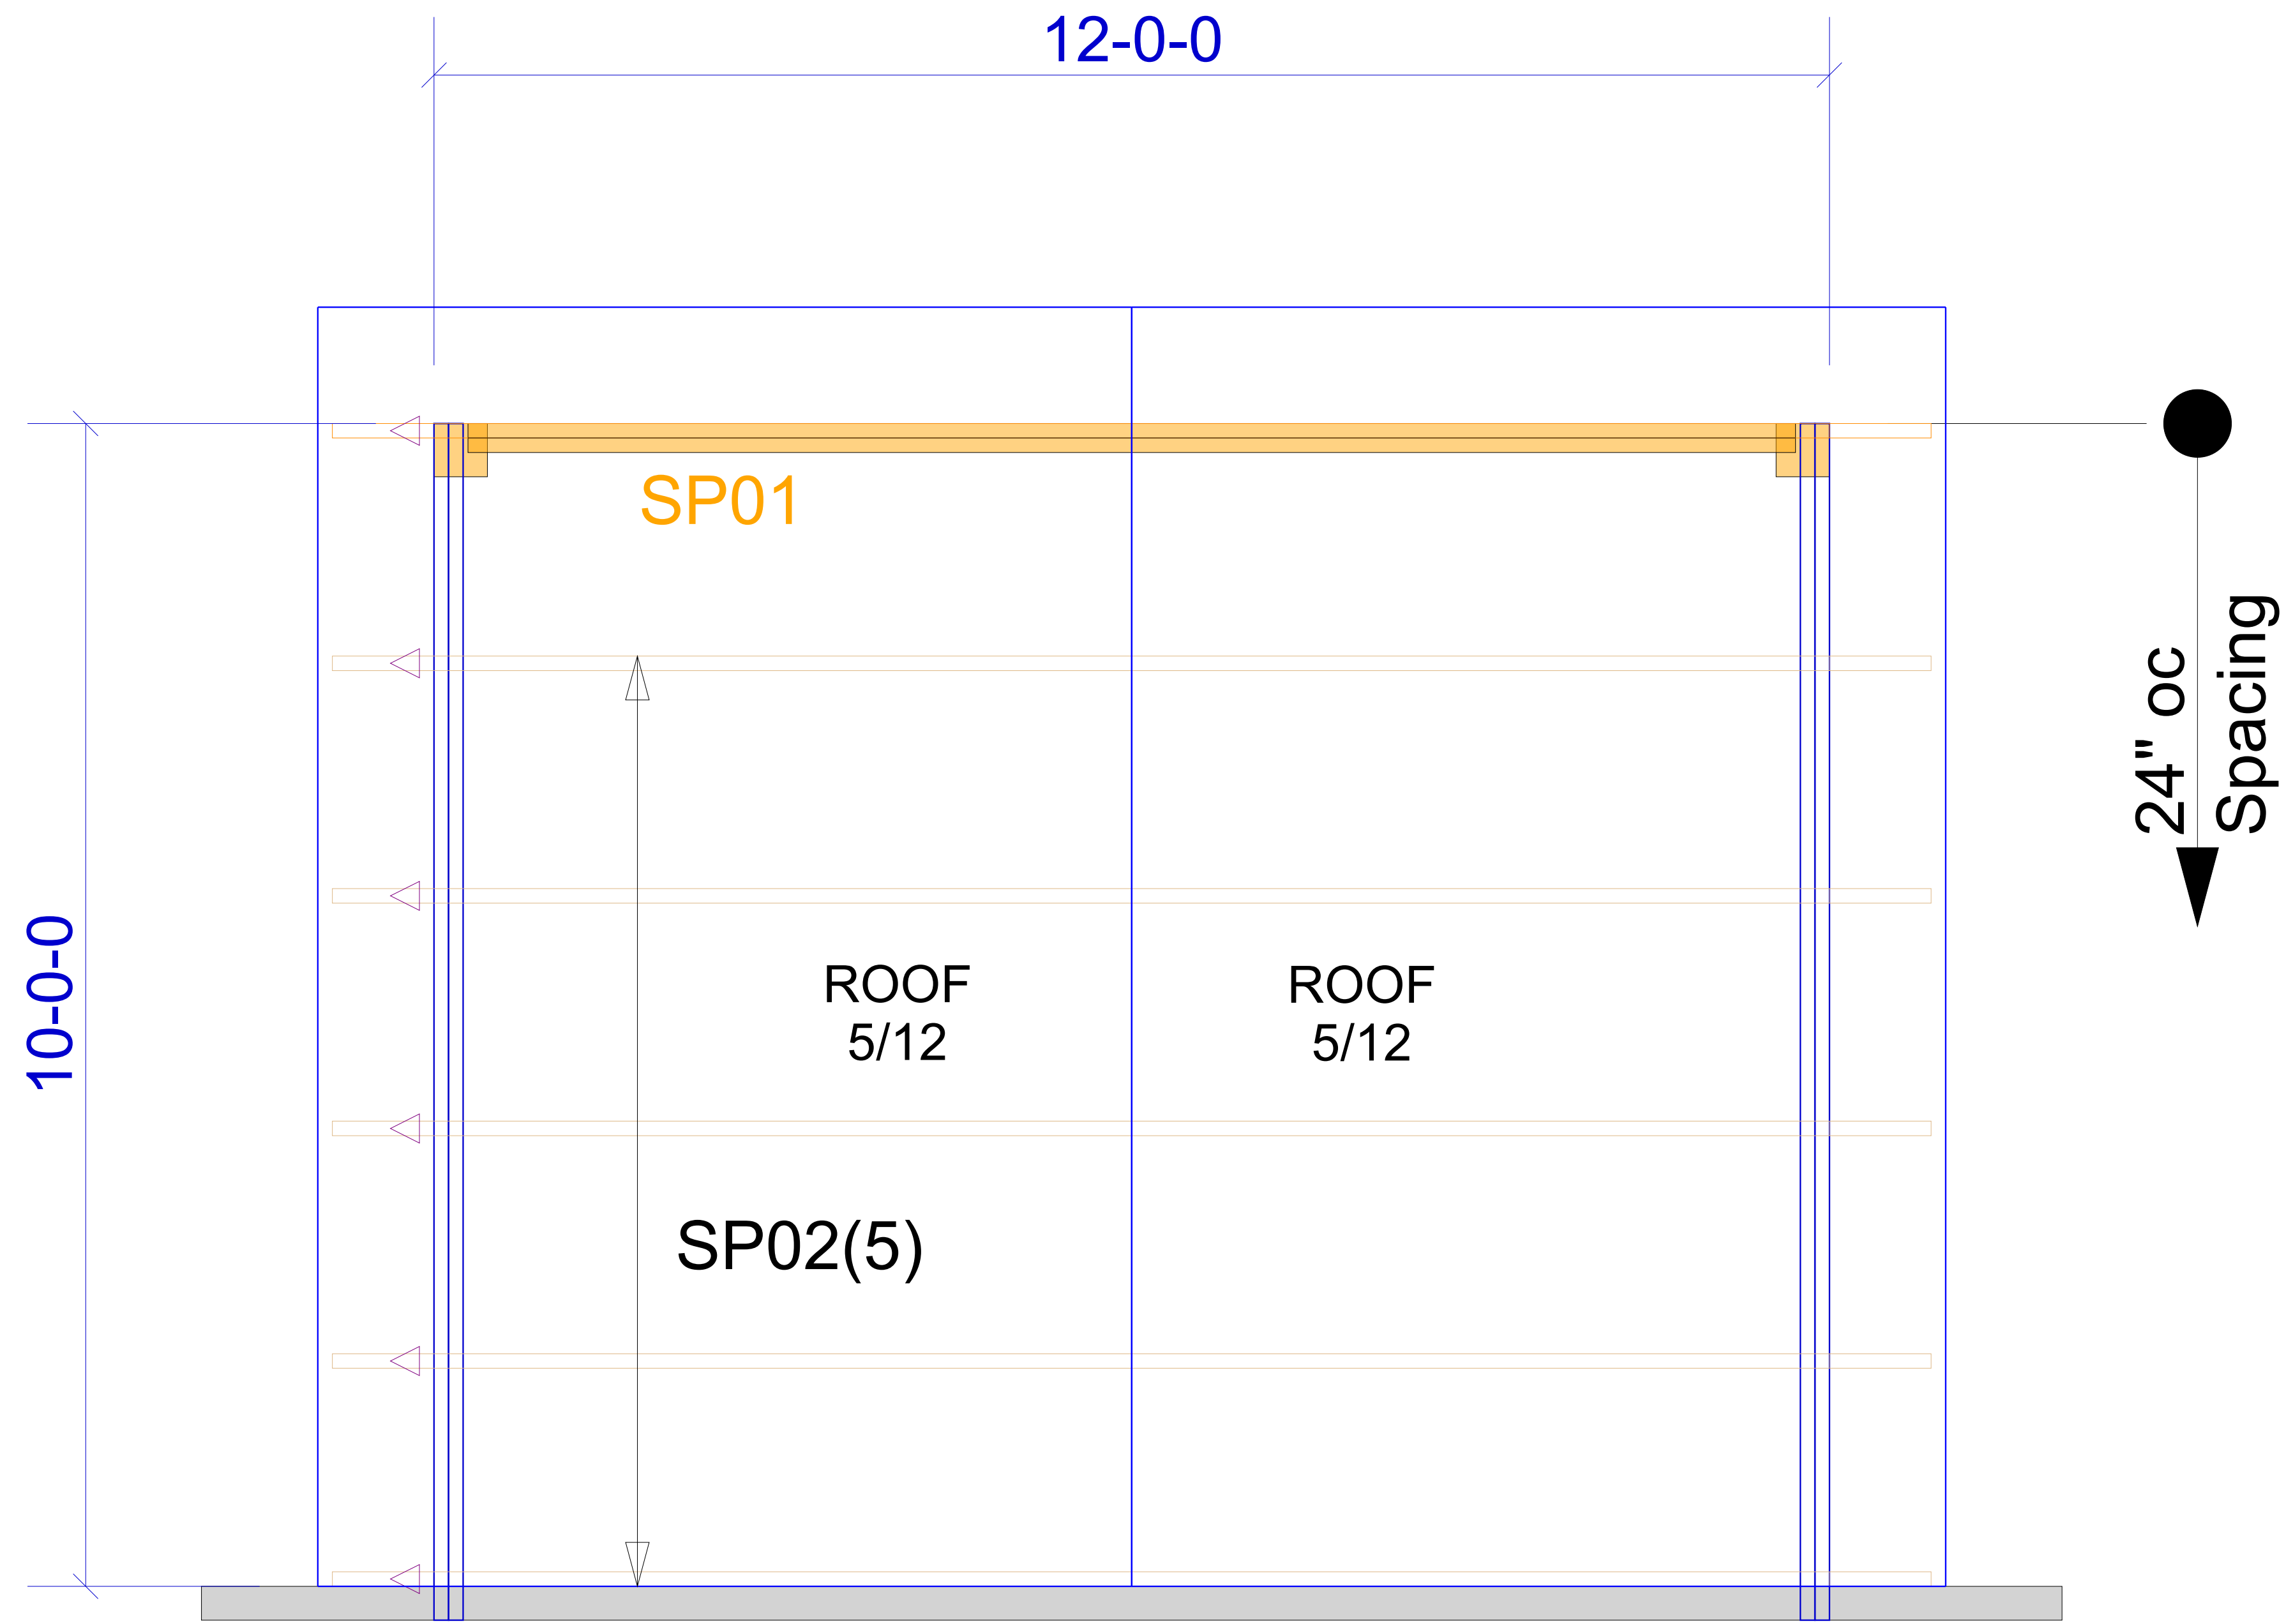 12-0-0
SP01
24" oc
Spacing
10-0-0
ROOF
5/12
ROOF
5/12
SP02(5)